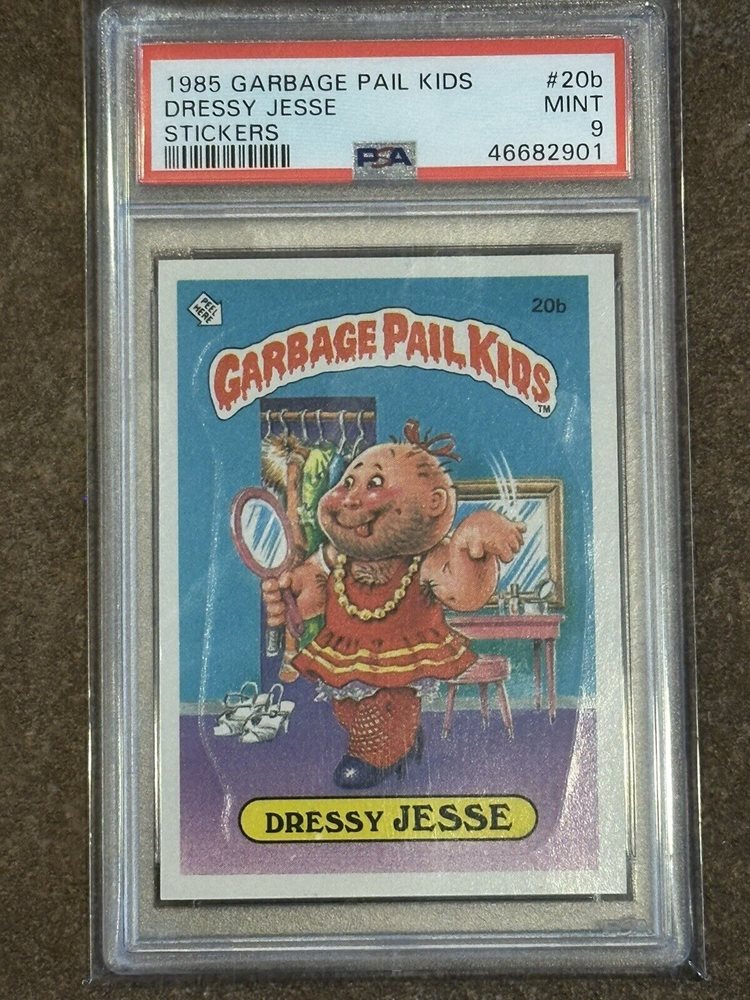 1985 GARBAGE PAIL KIDS #20b
DRESSY JESSE MINT
STICKERS 9
PSA 46682901
PEEL
HERE
20b
GARBAGE PAIL KIDS
TM
DRESSY JESSE